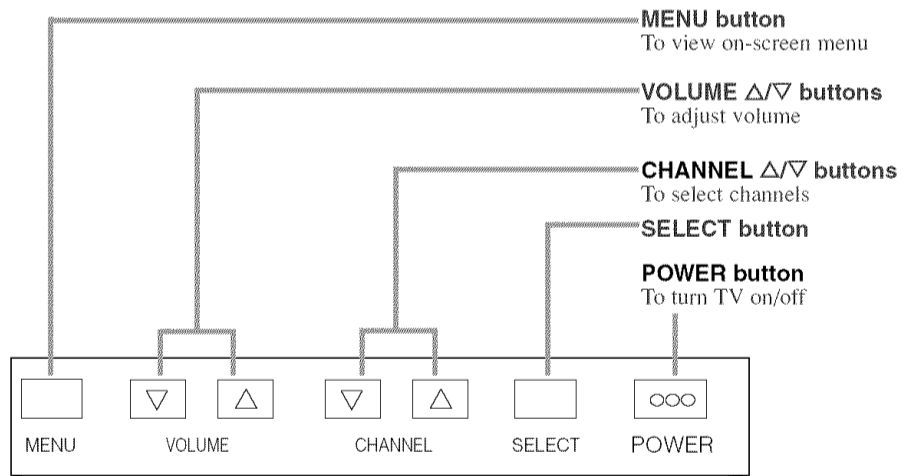 MENU button
To view on-screen menu
VOLUME △/▽ buttons
To adjust volume
CHANNEL △/▽ buttons
To select channels
SELECT button
POWER button
To turn TV on/off
MENU VOLUME CHANNEL SELECT POWER